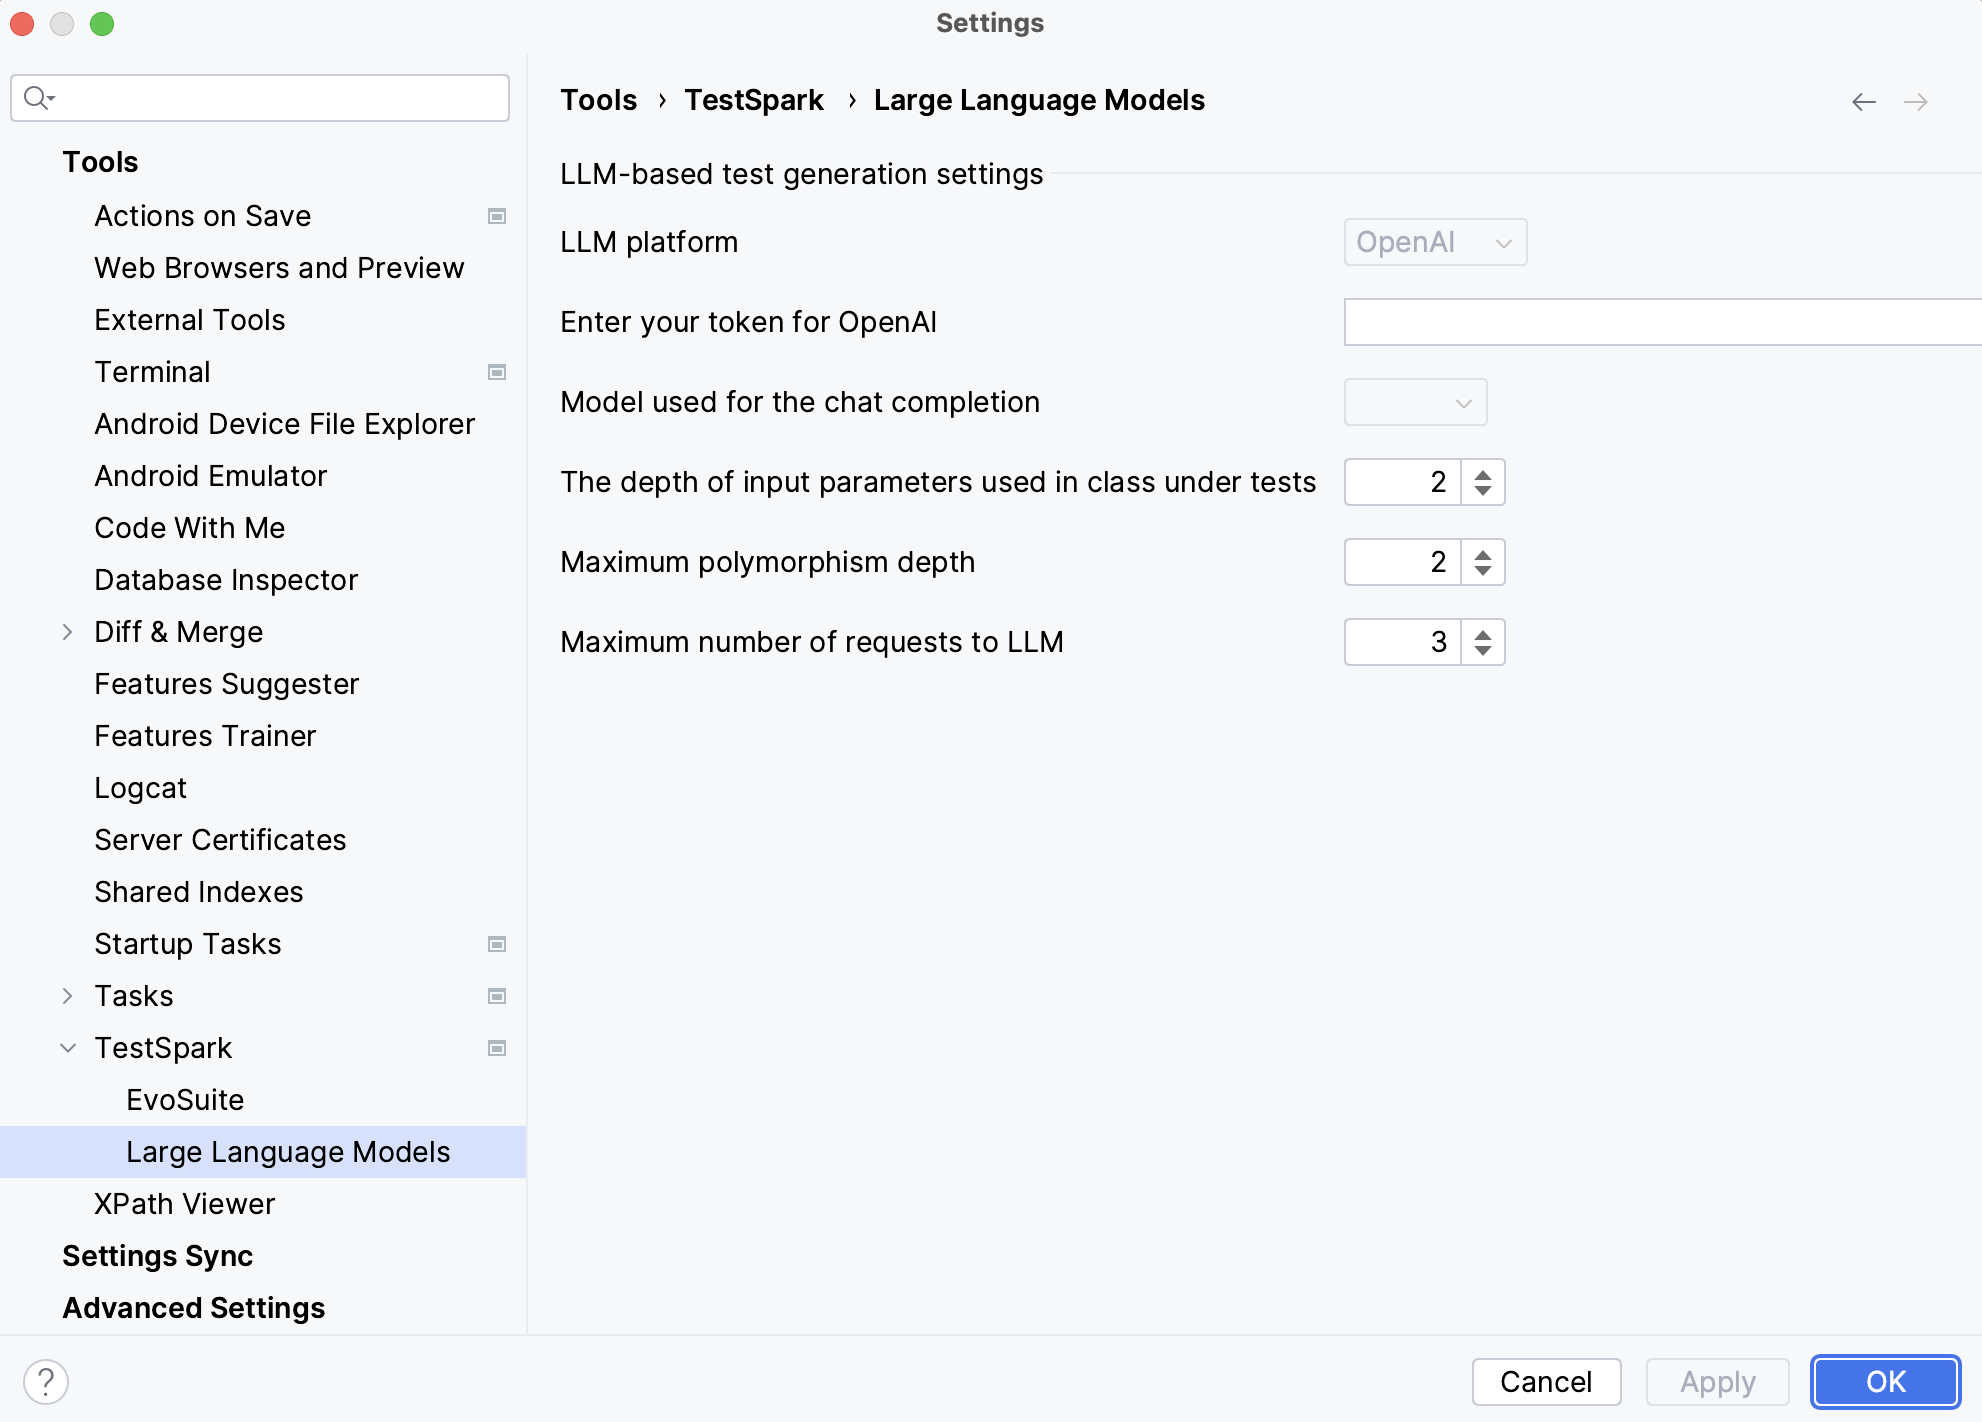 Settings
Tools
Actions on Save
Web Browsers and Preview
External Tools
Terminal
Android Device File Explorer
Android Emulator
Code With Me
Database Inspector
Diff & Merge
Features Suggester
Features Trainer
Logcat
Server Certificates
Shared Indexes
Startup Tasks
Tasks
TestSpark
EvoSuite
Large Language Models
XPath Viewer
Settings Sync
Advanced Settings
Tools › TestSpark › Large Language Models
LLM-based test generation settings
LLM platform OpenAI
Enter your token for OpenAI
Model used for the chat completion
The depth of input parameters used in class under tests 2
Maximum polymorphism depth 2
Maximum number of requests to LLM 3
? Cancel Apply OK